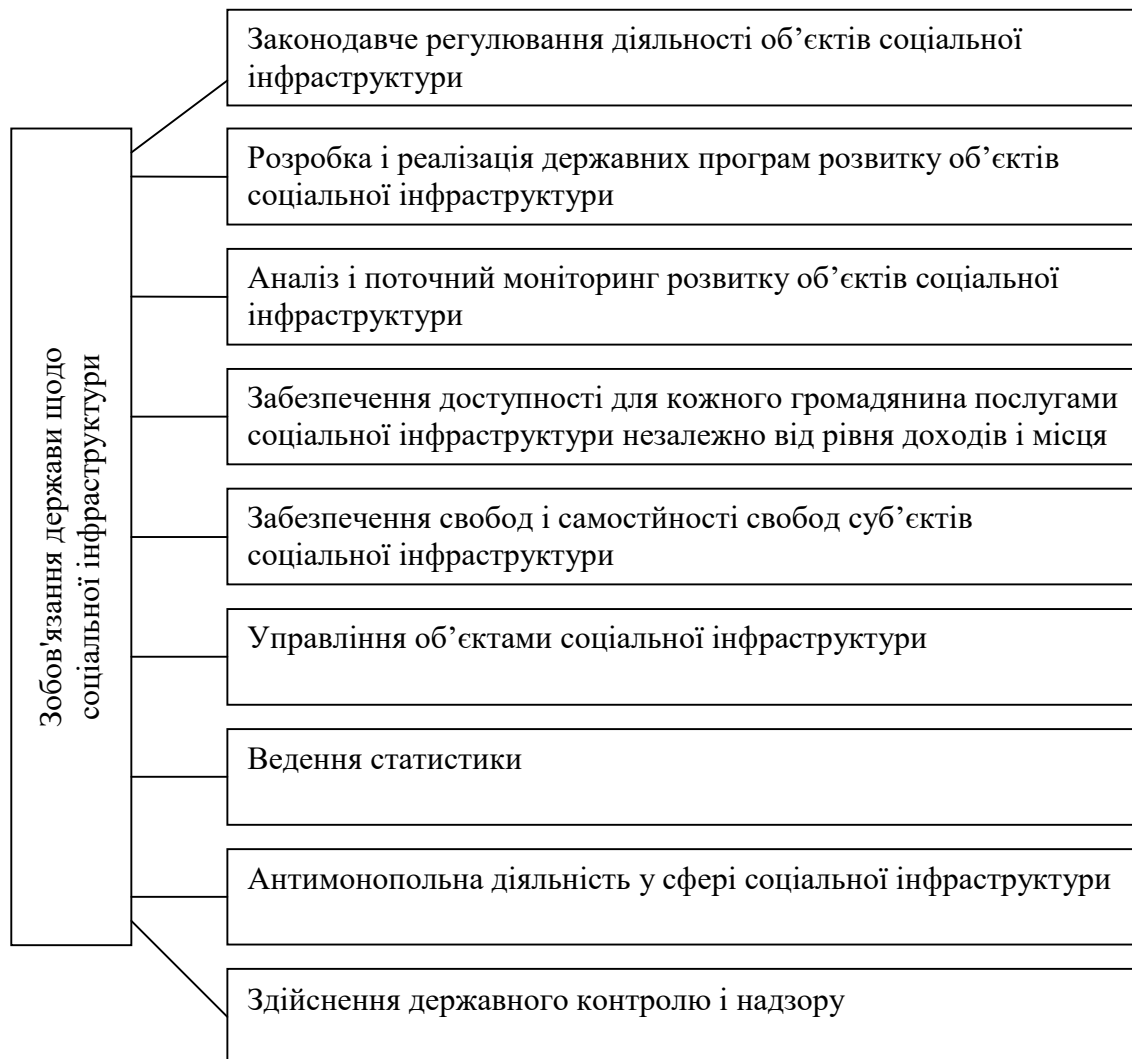 Законодавче регулювання діяльності об’єктів соціальної
інфраструктури
Зобов'язання держави щодо
соціальної інфраструктури
Розробка і реалізація державних програм розвитку об’єктів
соціальної інфраструктури
Аналіз і поточний моніторинг розвитку об’єктів соціальної
інфраструктури
Забезпечення доступності для кожного громадянина послугами
соціальної інфраструктури незалежно від рівня доходів і місця
Забезпечення свобод і самостйності свобод суб’єктів
соціальної інфраструктури
Управління об’єктами соціальної інфраструктури
Ведення статистики
Антимонопольна діяльність у сфері соціальної інфраструктури
Здійснення державного контролю і надзору